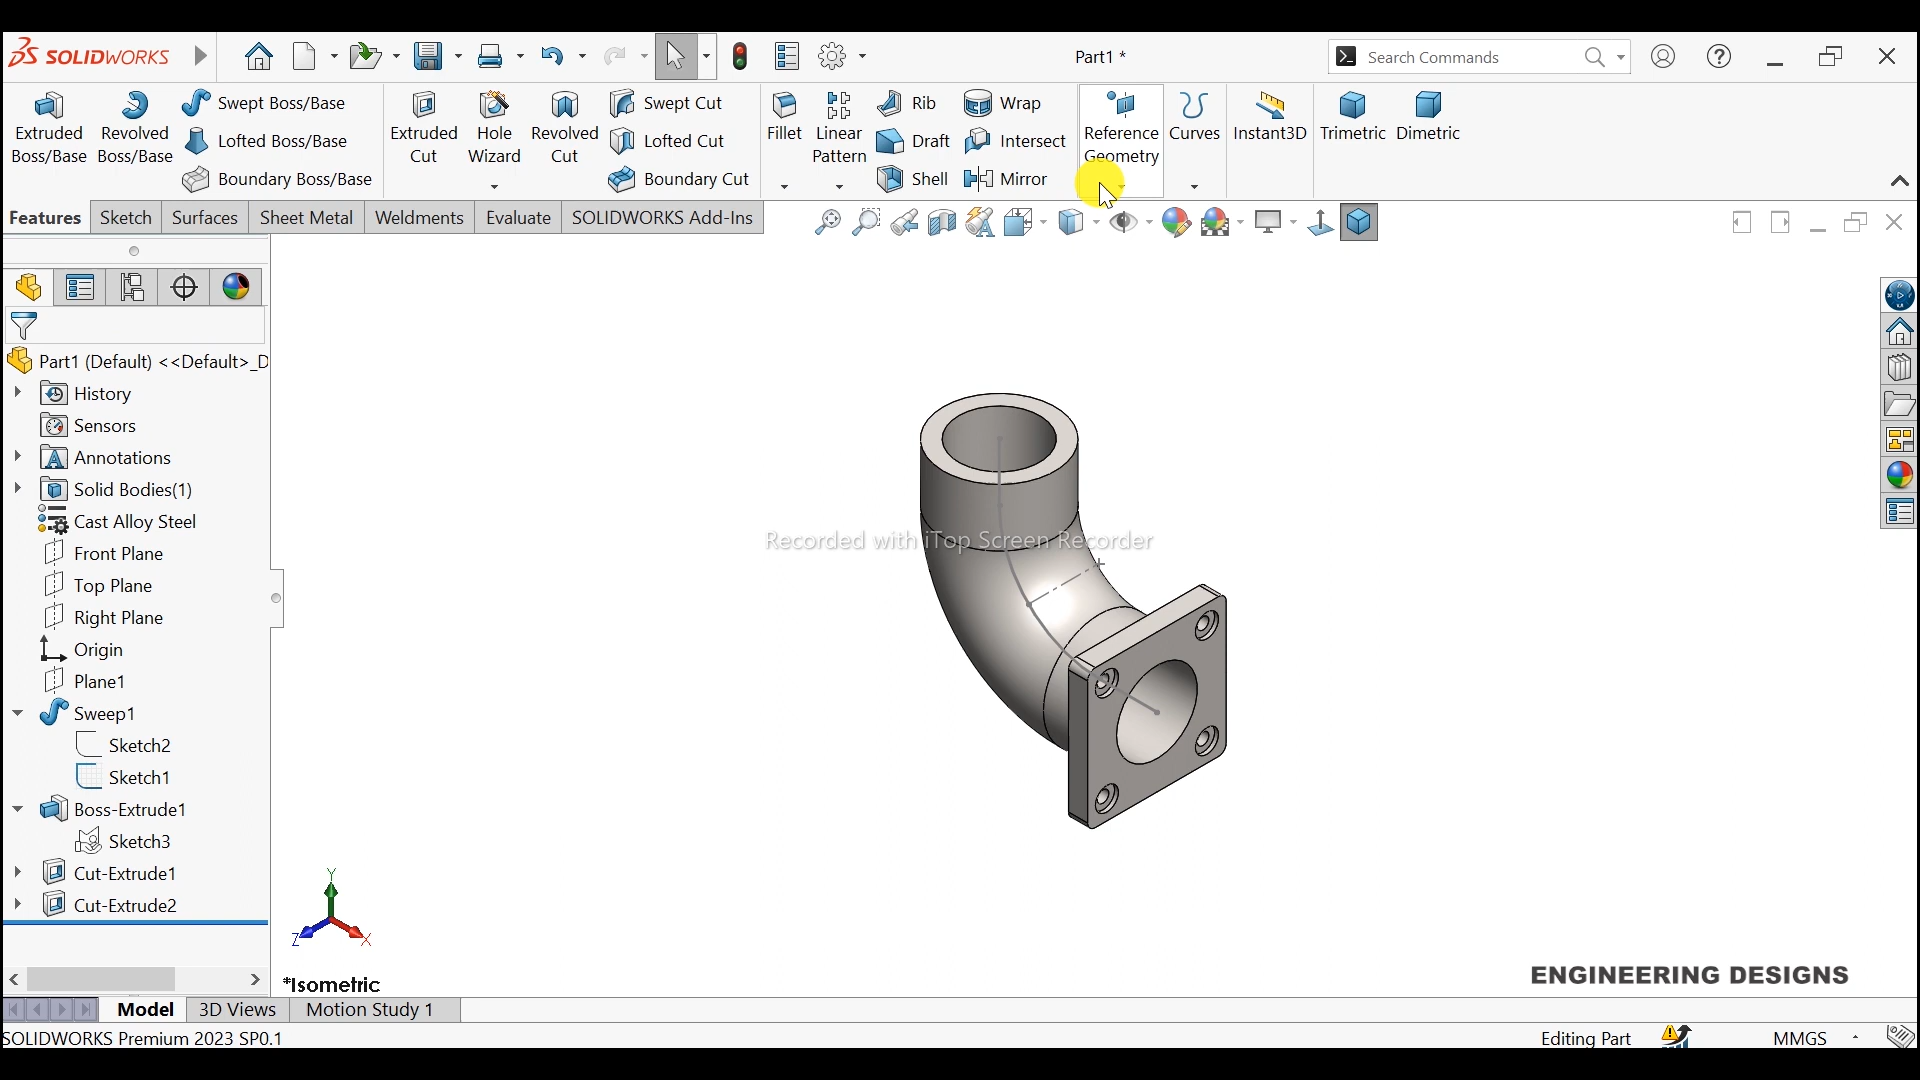 SOLIDWORKS
Part1 *
Search Commands
Extruded Boss/Base
Revolved Boss/Base
Swept Boss/Base
Lofted Boss/Base
Boundary Boss/Base
Extruded Cut
Hole Wizard
Revolved Cut
Swept Cut
Lofted Cut
Boundary Cut
Fillet
Linear Pattern
Rib
Draft
Shell
Wrap
Intersect
Mirror
Reference Geometry
Curves
Instant3D
Trimetric
Dimetric
Features
Sketch
Surfaces
Sheet Metal
Weldments
Evaluate
SOLIDWORKS Add-Ins
Part1 (Default) <<Default>_D
History
Sensors
Annotations
Solid Bodies(1)
Cast Alloy Steel
Front Plane
Top Plane
Right Plane
Origin
Plane1
Sweep1
Sketch2
Sketch1
Boss-Extrude1
Sketch3
Cut-Extrude1
Cut-Extrude2
Recorded with iTop Screen Recorder
Y
Z
X
*Isometric
ENGINEERING DESIGNS
Model
3D Views
Motion Study 1
SOLIDWORKS Premium 2023 SP0.1
Editing Part
MMGS